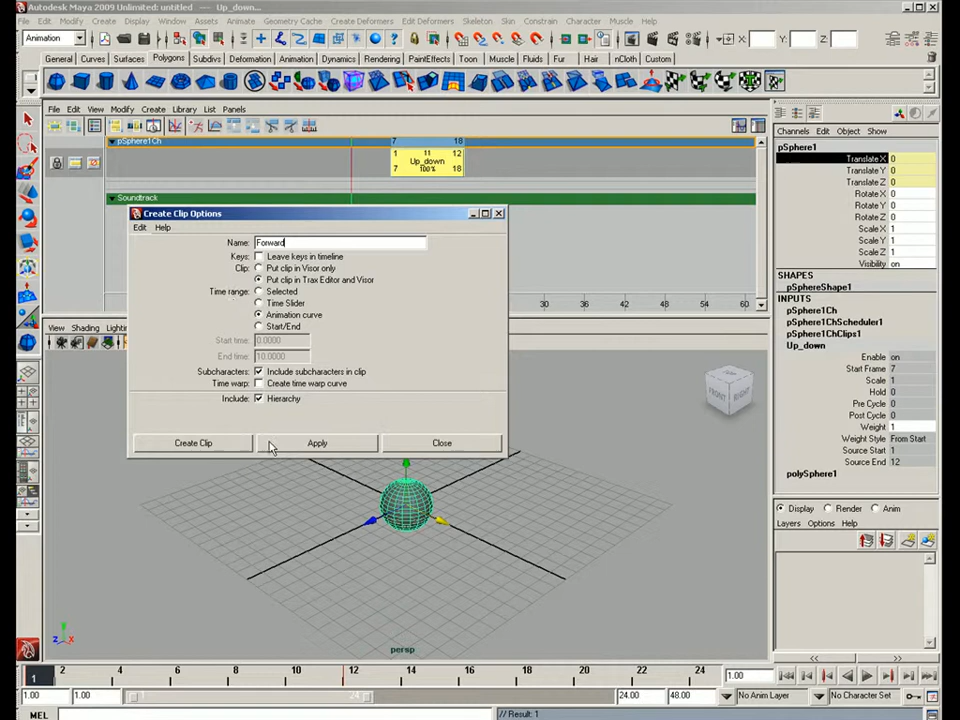 Autodesk Maya 2009 Unlimited: untitled --- Up_down...
File Edit Modify Create Display Window Assets Animate Geometry Cache Create Deformers Edit Deformers Skeleton Skin Constrain Character Muscle Help
Animation X: Y: Z:
General Curves Surfaces Polygons Subdivs Deformation Animation Dynamics Rendering PaintEffects Toon Muscle Fluids Fur Hair nCloth Custom
File Edit View Modify Create Library List Panels
Channels Edit Object Show
pSphere1Ch 7 18
1 11 12
Up_down
7 100% 18
Soundtrack
Create Clip Options
Edit Help
Name: Forward
Keys: Leave keys in timeline
Clip: Put clip in Visor only
Put clip in Trax Editor and Visor
Time range: Selected
Time Slider
Animation curve
Start/End
Start time: 0.0000
End time: 10.0000
Subcharacters: Include subcharacters in clip
Time warp: Create time warp curve
Include: Hierarchy
Create Clip Apply Close
30 36 42 48 54 60
View Shading Lighti
FRONT RIGHT
persp
pSphere1
Translate X 0
Translate Y 0
Translate Z 0
Rotate X 0
Rotate Y 0
Rotate Z 0
Scale X 1
Scale Y 1
Scale Z 1
Visibility on
SHAPES
pSphereShape1
INPUTS
pSphere1Ch
pSphere1ChScheduler1
pSphere1ChClips1
Up_down
Enable on
Start Frame 7
Scale 1
Hold 0
Pre Cycle 0
Post Cycle 0
Weight 1
Weight Style From Start
Source Start 1
Source End 12
polySphere1
Display Render Anim
Layers Options Help
1 2 4 6 8 10 12 14 16 18 20 22 24 1.00
1.00 1.00 1 24 24.00 48.00 No Anim Layer No Character Set
MEL // Result: 1